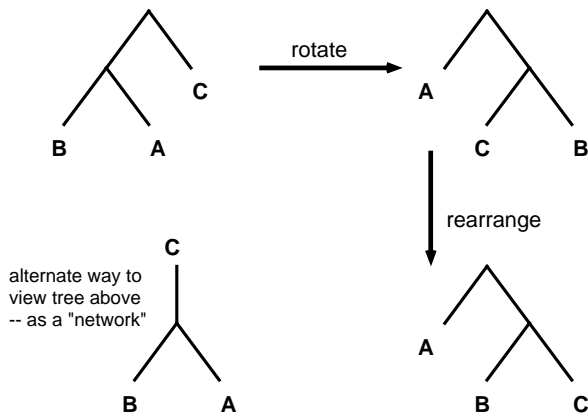 rotate
C
A
B
A
C
B
rearrange
C
alternate way to
view tree above
-- as a "network"
A
B
A
B
C